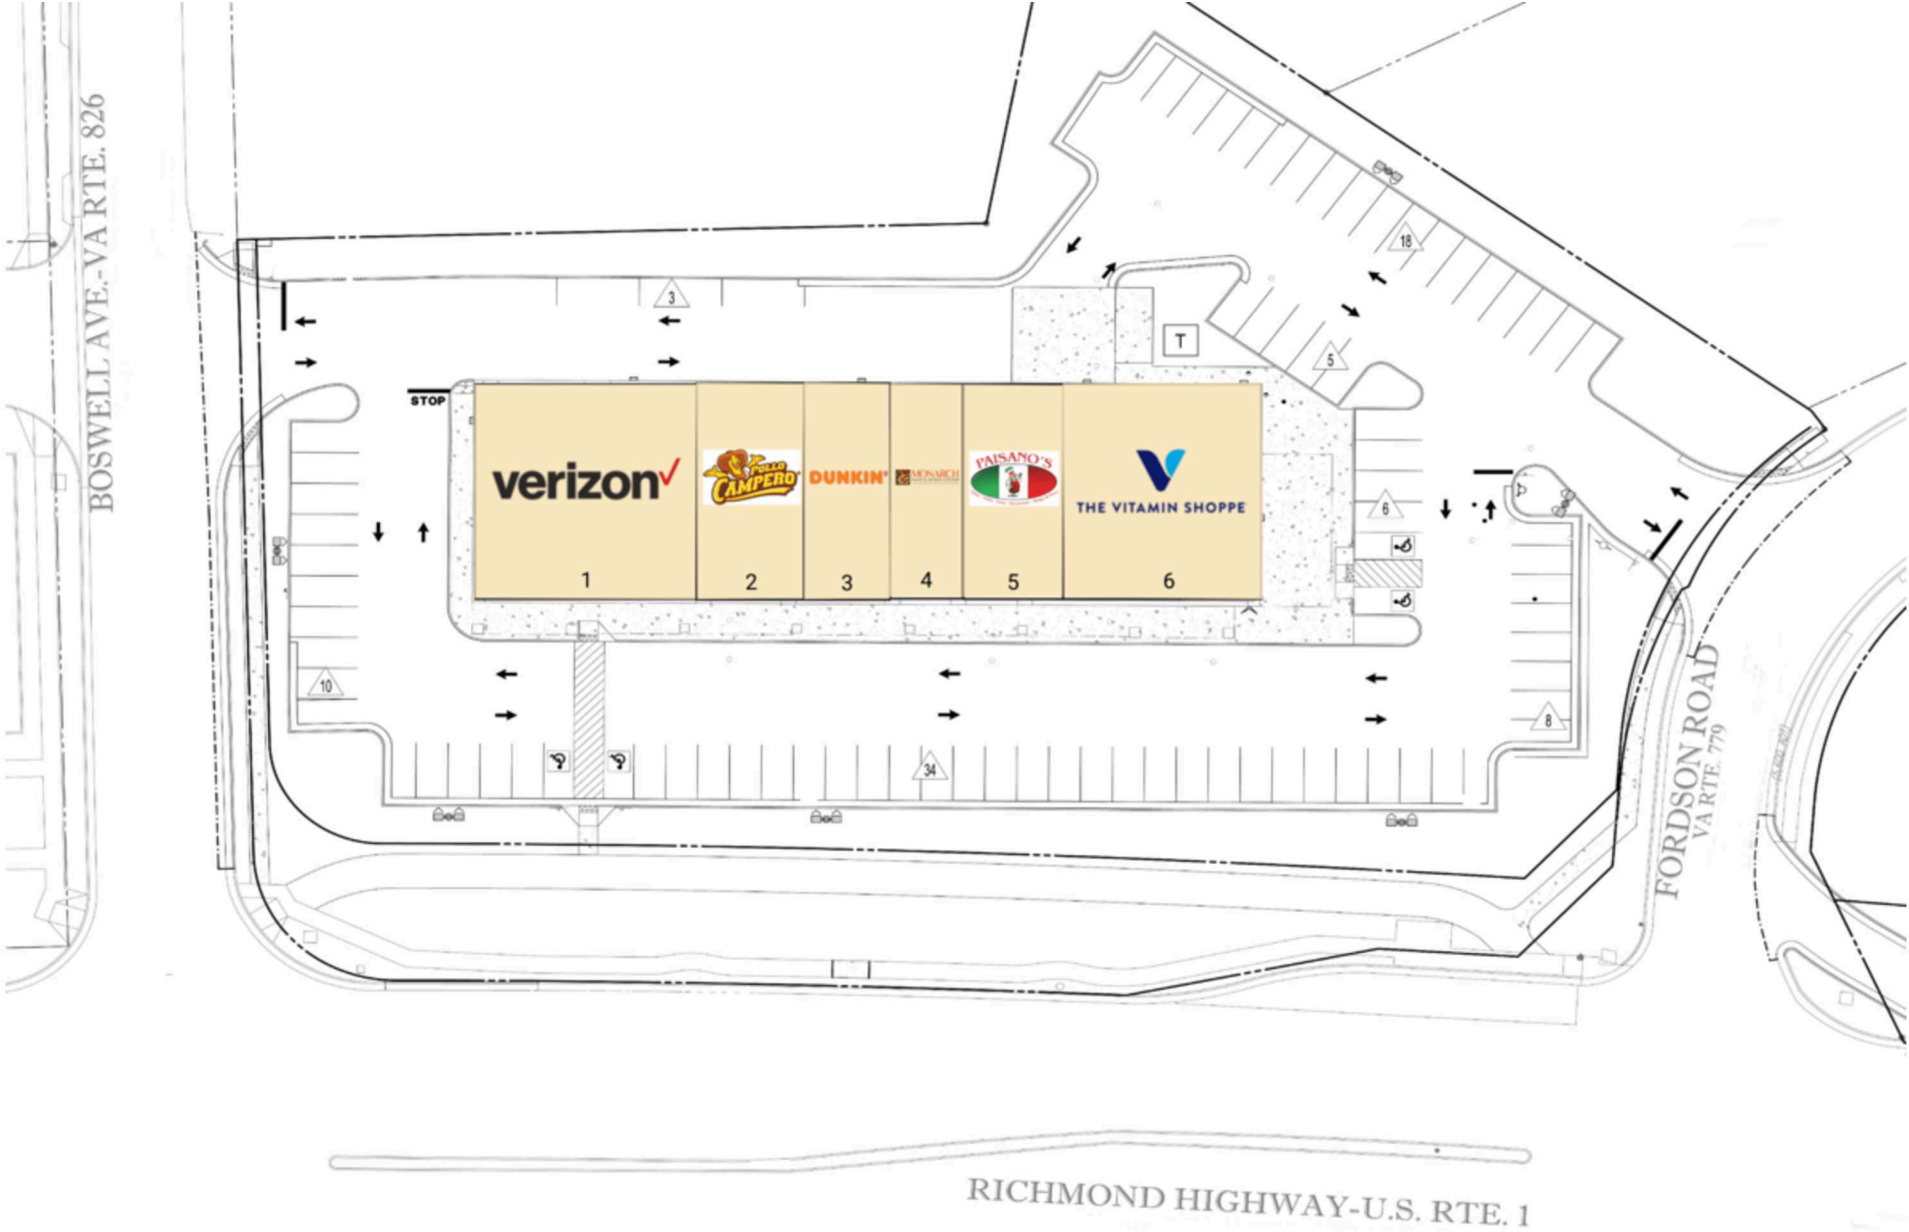 BOSWELL AVE.-VA RTE. 826
18
3
T
5
STOP
verizon
POLLO
CAMPERO
DUNKIN'
MONARCH
PAISANO'S
THE VITAMIN SHOPPE
6
1
2
3
4
5
6
10
8
34
FORDSON ROAD
VA RTE. 779
RICHMOND HIGHWAY-U.S. RTE. 1